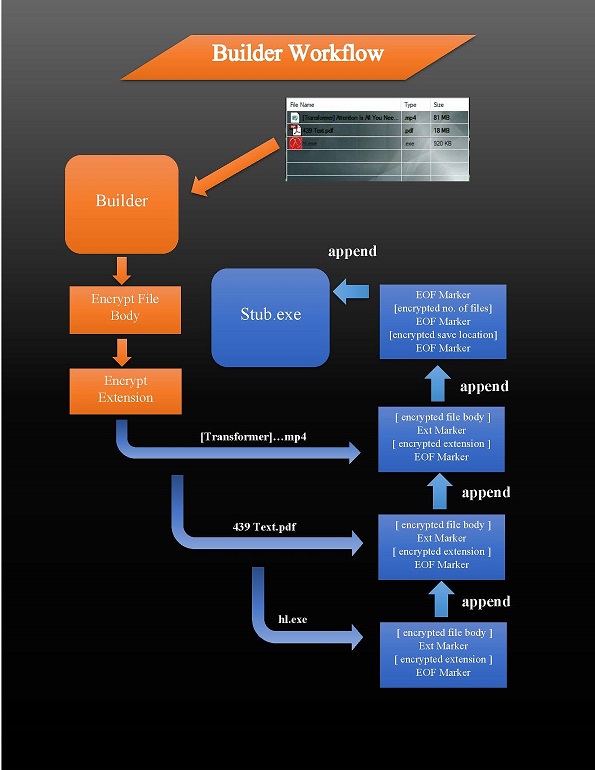 Builder Workflow
File Name Type Size
[Transformer] Attention Is All You Nee... .mp4 81 MB
439 Text.pdf .pdf 18 MB
hl.exe .exe 920 KB
Builder
append
Encrypt File
Body
Stub.exe
EOF Marker
[encrypted no. of files]
EOF Marker
[encrypted save location]
EOF Marker
Encrypt
Extension
append
[Transformer]...mp4
[ encrypted file body ]
Ext Marker
[ encrypted extension ]
EOF Marker
append
439 Text.pdf
[ encrypted file body ]
Ext Marker
[ encrypted extension ]
EOF Marker
append
hl.exe
[ encrypted file body ]
Ext Marker
[ encrypted extension ]
EOF Marker